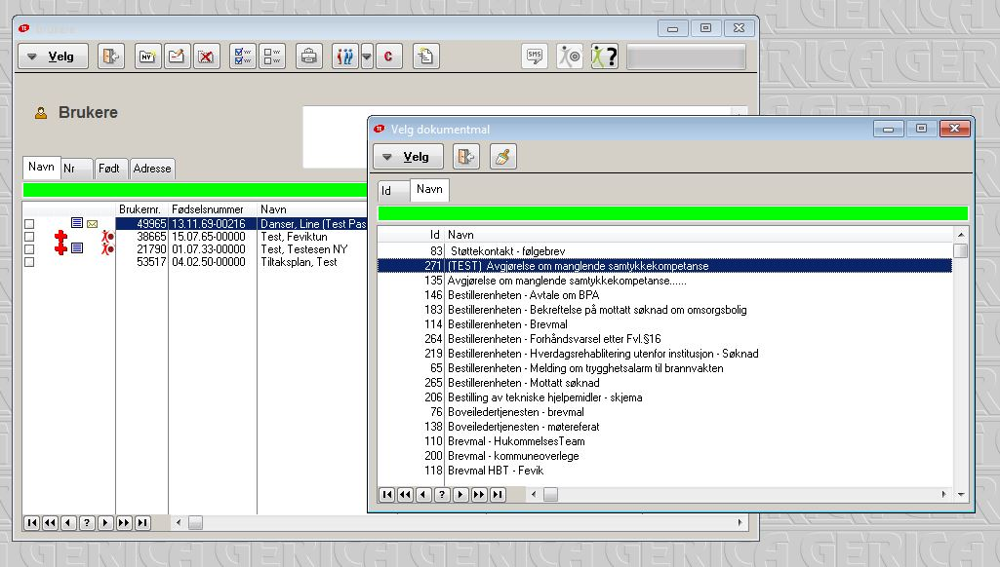 Brukere
Velg
NY
C
SMS
?
Brukere
Navn
Nr
Født
Adresse
Brukernr. Fødselsnummer Navn
49965 13.11.69-00216 Danser, Line (Test Pas
38665 15.07.65-00000 Test, Feviktun
21790 01.07.33-00000 Test, Testesen NY
53517 04.02.50-00000 Tiltaksplan, Test
?
Velg dokumentmal
Velg
Id
Navn
Id Navn
83 Støttekontakt - følgebrev
271 (TEST) Avgjørelse om manglende samtykkekompetanse
135 Avgjørelse om manglende samtykkekompetanse......
146 Bestillerenheten - Avtale om BPA
183 Bestillerenheten - Bekreftelse på mottatt søknad om omsorgsbolig
114 Bestillerenheten - Brevmal
264 Bestillerenheten - Forhåndsvarsel etter Fvl.§16
219 Bestillerenheten - Hverdagsrehablitering utenfor institusjon - Søknad
65 Bestillerenheten - Melding om trygghetsalarm til brannvakten
265 Bestillerenheten - Mottatt søknad
206 Bestilling av tekniske hjelpemidler - skjema
76 Boveiledertjenesten - brevmal
138 Boveiledertjenesten - møtereferat
110 Brevmal - HukommelsesTeam
200 Brevmal - kommuneoverlege
118 Brevmal HBT - Fevik
?
GERICA